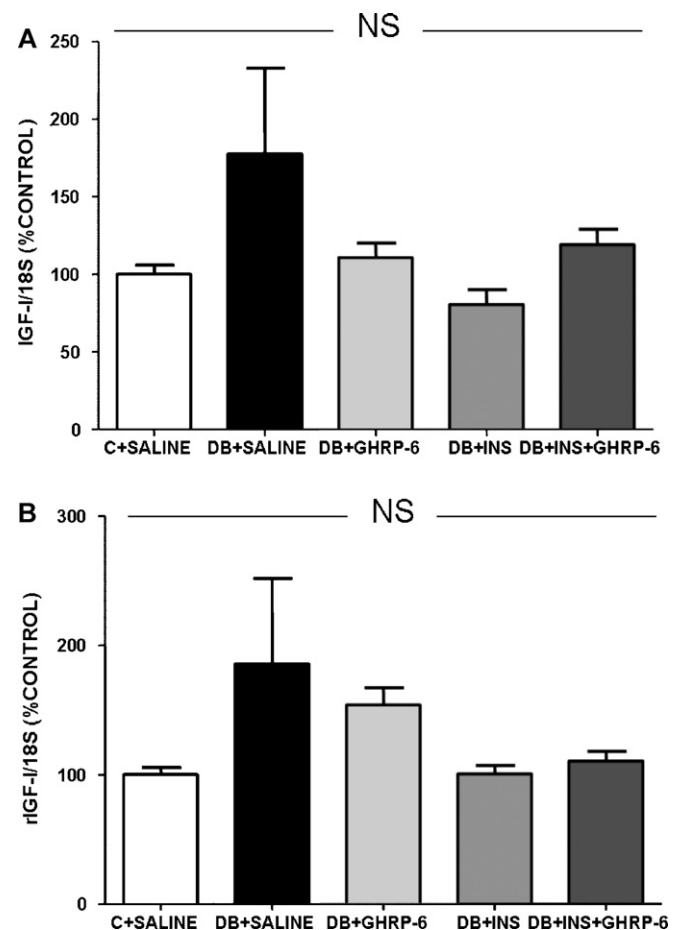 A
NS
IGF-I/18S (%CONTROL)
250
200
150
100
50
0
C+SALINE DB+SALINE DB+GHRP-6 DB+INS DB+INS+GHRP-6
B
NS
rIGF-I/18S (%CONTROL)
300
200
100
0
C+SALINE DB+SALINE DB+GHRP-6 DB+INS DB+INS+GHRP-6